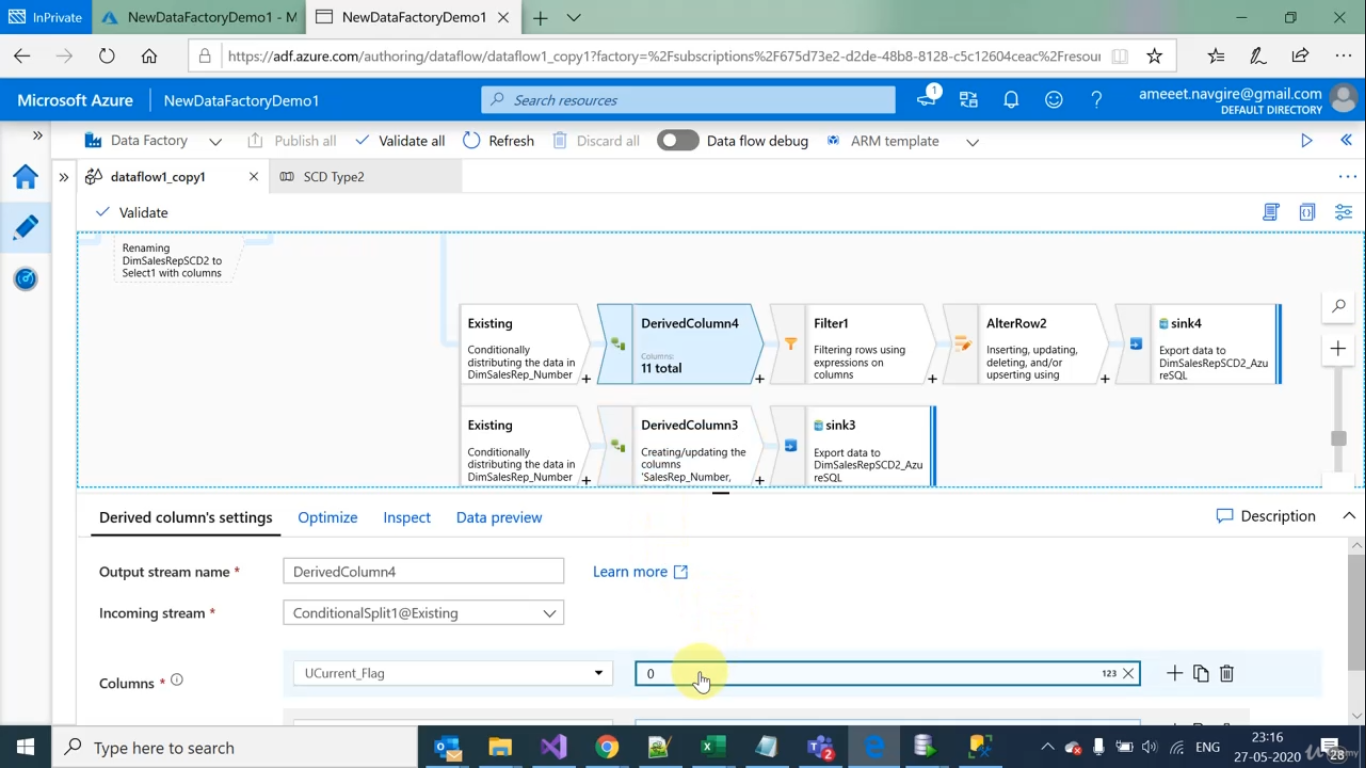 InPrivate
NewDataFactoryDemo1 - M
NewDataFactoryDemo1
https://adf.azure.com/authoring/dataflow/dataflow1_copy1?factory=%2Fsubscriptions%2F675d73e2-d2de-48b8-8128-c5c12604ceac%2Fresour
Microsoft Azure
NewDataFactoryDemo1
Search resources
1
?
ameeet.navgire@gmail.com
DEFAULT DIRECTORY
Data Factory
Publish all
Validate all
Refresh
Discard all
Data flow debug
ARM template
dataflow1_copy1
SCD Type2
Validate
Renaming
DimSalesRepSCD2 to
Select1 with columns
Existing
Conditionally
distributing the data in
DimSalesRep_Number
DerivedColumn4
Columns:
11 total
Filter1
Filtering rows using
expressions on
columns
AlterRow2
Inserting, updating,
deleting, and/or
upserting using
sink4
Export data to
DimSalesRepSCD2_Azu
reSQL
Existing
Conditionally
distributing the data in
DimSalesRep_Number
DerivedColumn3
Creating/updating the
columns
'SalesRep_Number,
sink3
Export data to
DimSalesRepSCD2_Azu
reSQL
Derived column's settings
Optimize
Inspect
Data preview
Description
Output stream name *
DerivedColumn4
Learn more
Incoming stream *
ConditionalSplit1@Existing
Columns *
UCurrent_Flag
0
123
Type here to search
ENG
23:16
27-05-2020
28